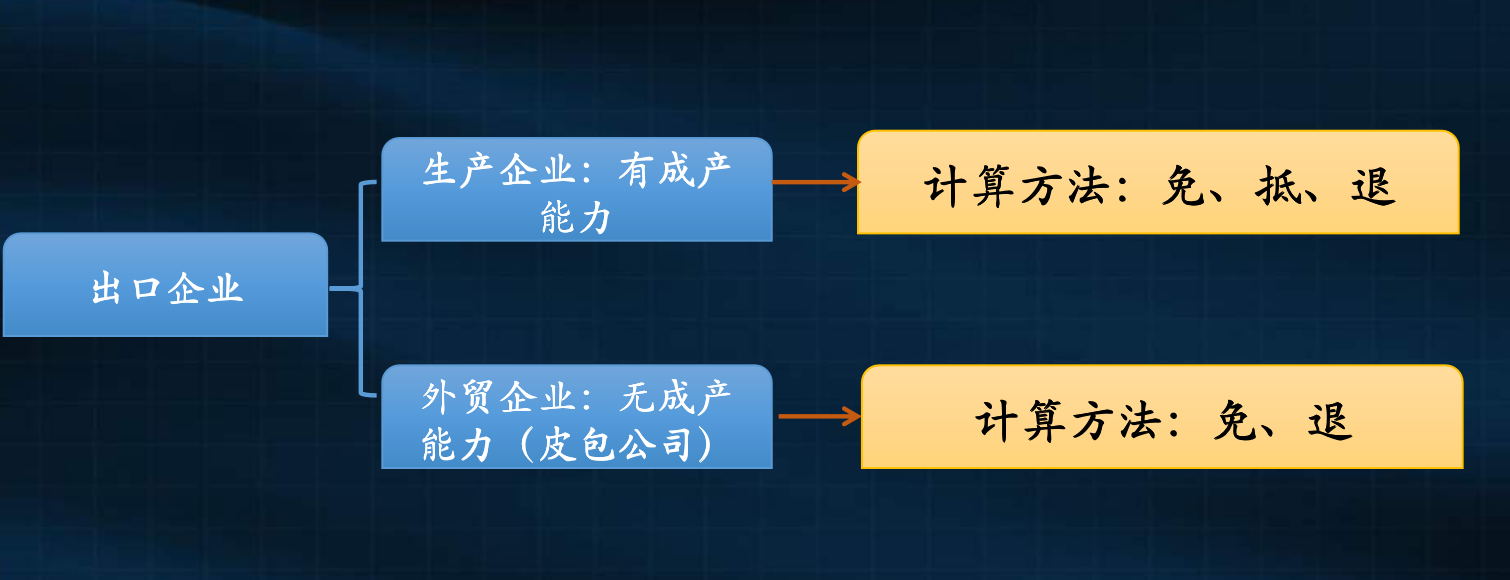 出口企业
生产企业：有成产
能力
计算方法：免、抵、退
外贸企业：无成产
能力（皮包公司）
计算方法：免、退